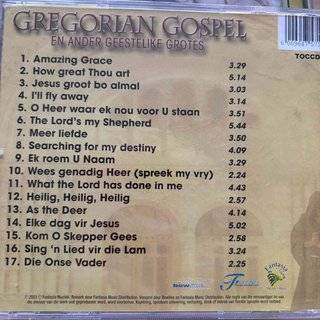 GREGORIAN GOSPEL
EN ANDER GEESTELIKE GROTES
TOCCD
1. Amazing Grace 3.29
2. How great Thou art 5.14
3. Jesus groot bo almal 3.03
4. I'll fly away 3.14
5. O Heer waar ek nou voor U staan 3.51
6. The Lord's my Shepherd 3.44
7. Meer liefde 3.50
8. Searching for my destiny 4.09
9. Ek roem U Naam 3.29
10. Wees genadig Heer (spreek my vry) 2.24
11. What the Lord has done in me 4.43
12. Heilig, Heilig, Heilig 2.57
13. As the Deer 4.14
14. Elke dag vir Jesus 5.02
15. Kom O Skepper Gees 2.58
16. Sing 'n Lied vir die Lam 3.24
17. Die Onse Vader 2.25
Fantasia